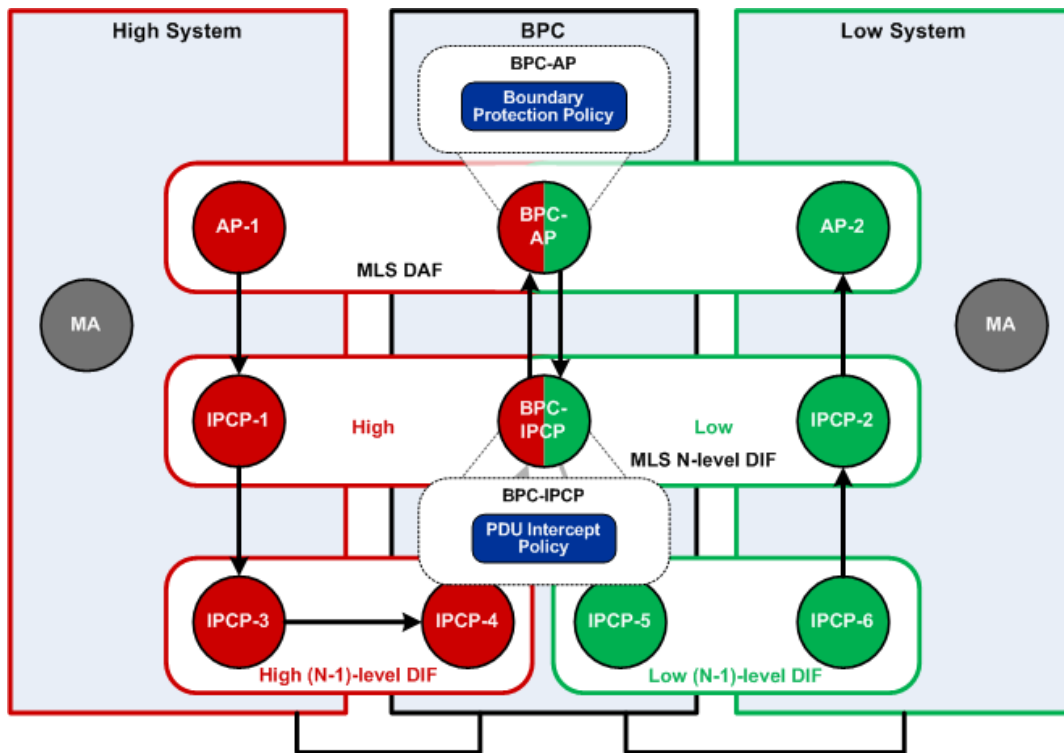 High System
BPC
Low System
BPC-AP
Boundary
Protection Policy
AP-1
BPC-
AP
AP-2
MLS DAF
MA
MA
IPCP-1
High
BPC-
IPCP
Low
IPCP-2
MLS N-level DIF
BPC-IPCP
PDU Intercept
Policy
IPCP-3
IPCP-4
IPCP-5
IPCP-6
High (N-1)-level DIF
Low (N-1)-level DIF